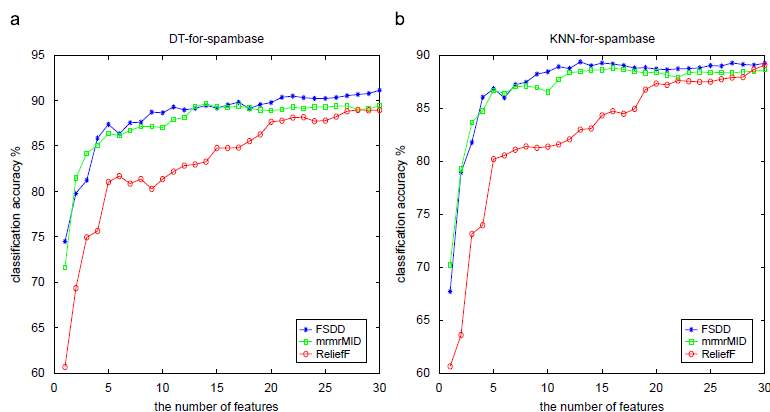 a
DT-for-spambase
classification accuracy %
95
90
85
80
75
70
65
60
0 5 10 15 20 25 30
the number of features
FSDD
mrmrMID
ReliefF
b
KNN-for-spambase
classification accuracy %
90
85
80
75
70
65
60
0 5 10 15 20 25 30
the number of features
FSDD
mrmrMID
ReliefF